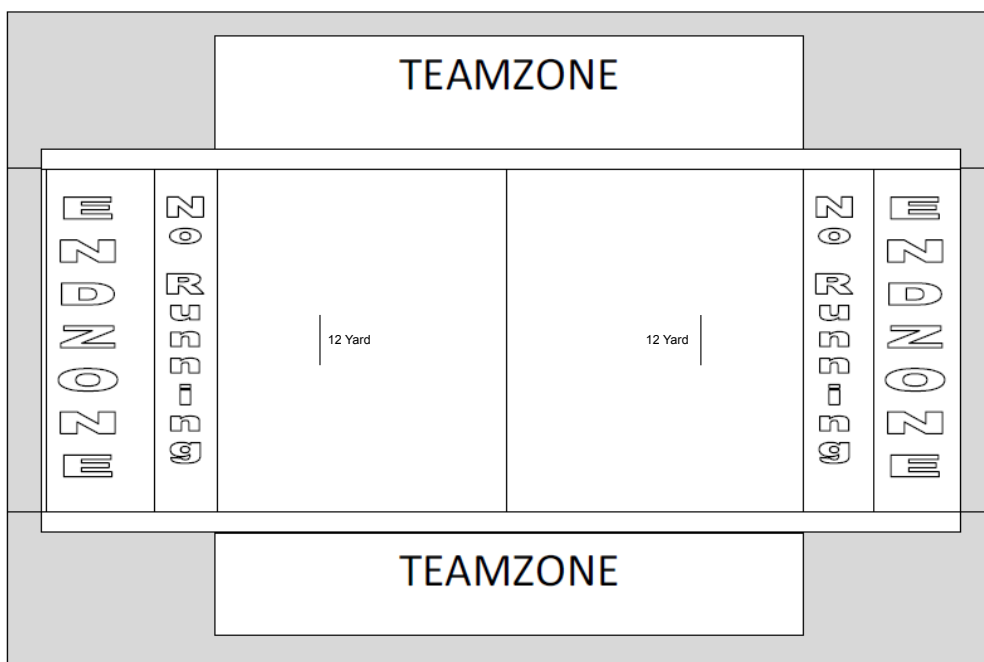 TEAMZONE
ENDZONE
No Running
12 Yard
12 Yard
No Running
ENDZONE
TEAMZONE